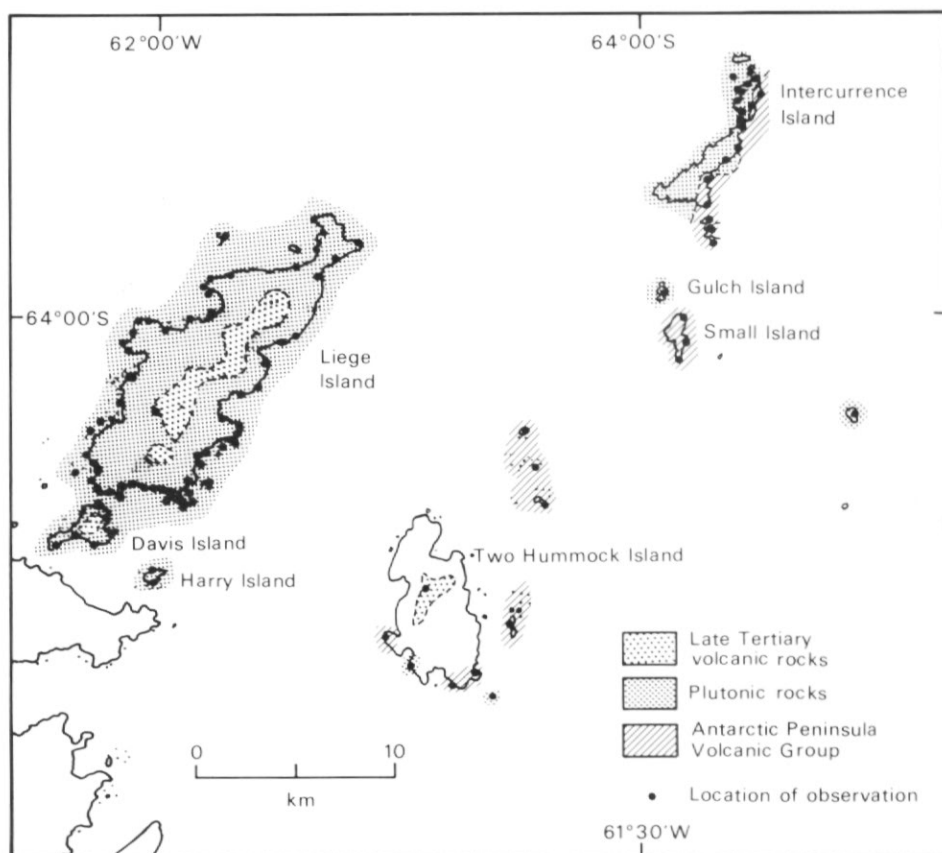 62°00'W
64°00'S
Intercurrence
Island
Gulch Island
64°00'S
Small Island
Liege
Island
Davis Island
Two Hummock Island
Harry Island
Late Tertiary
volcanic rocks
Plutonic rocks
Antarctic Peninsula
Volcanic Group
0 10
km
Location of observation
61°30'W